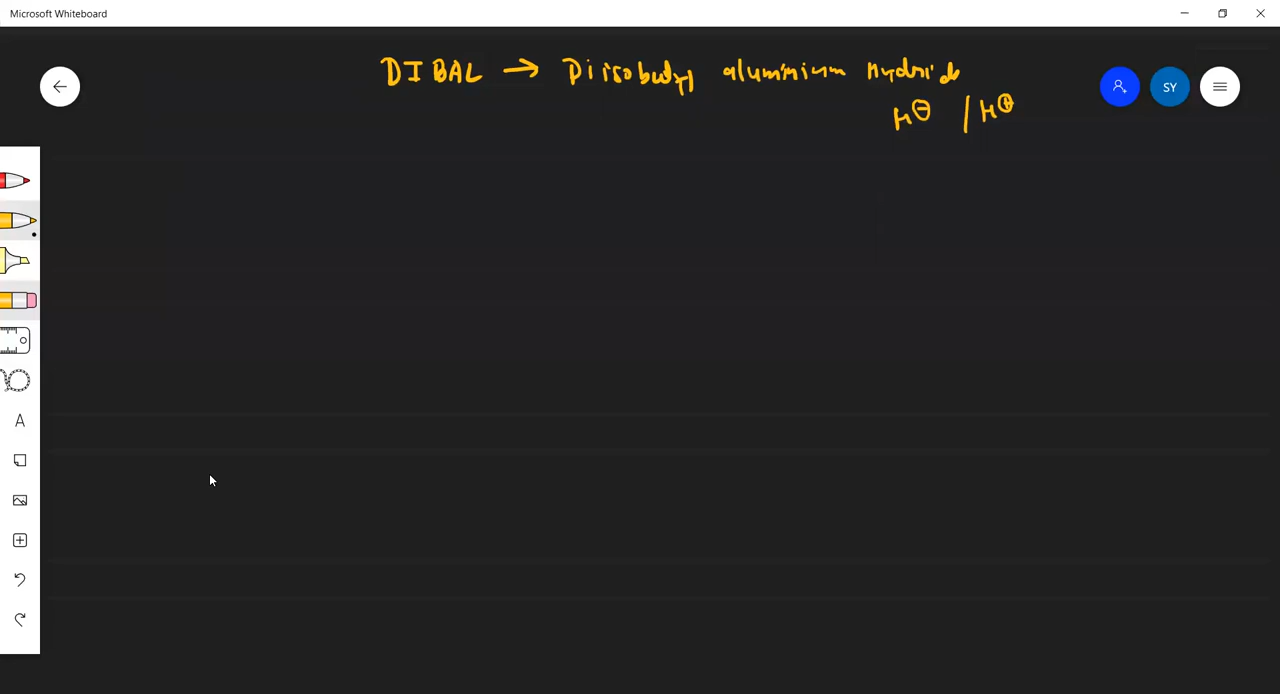 Microsoft Whiteboard
DIBAL → Diisobutyl aluminium Hydride
H⊖ / H⊕
SY
A